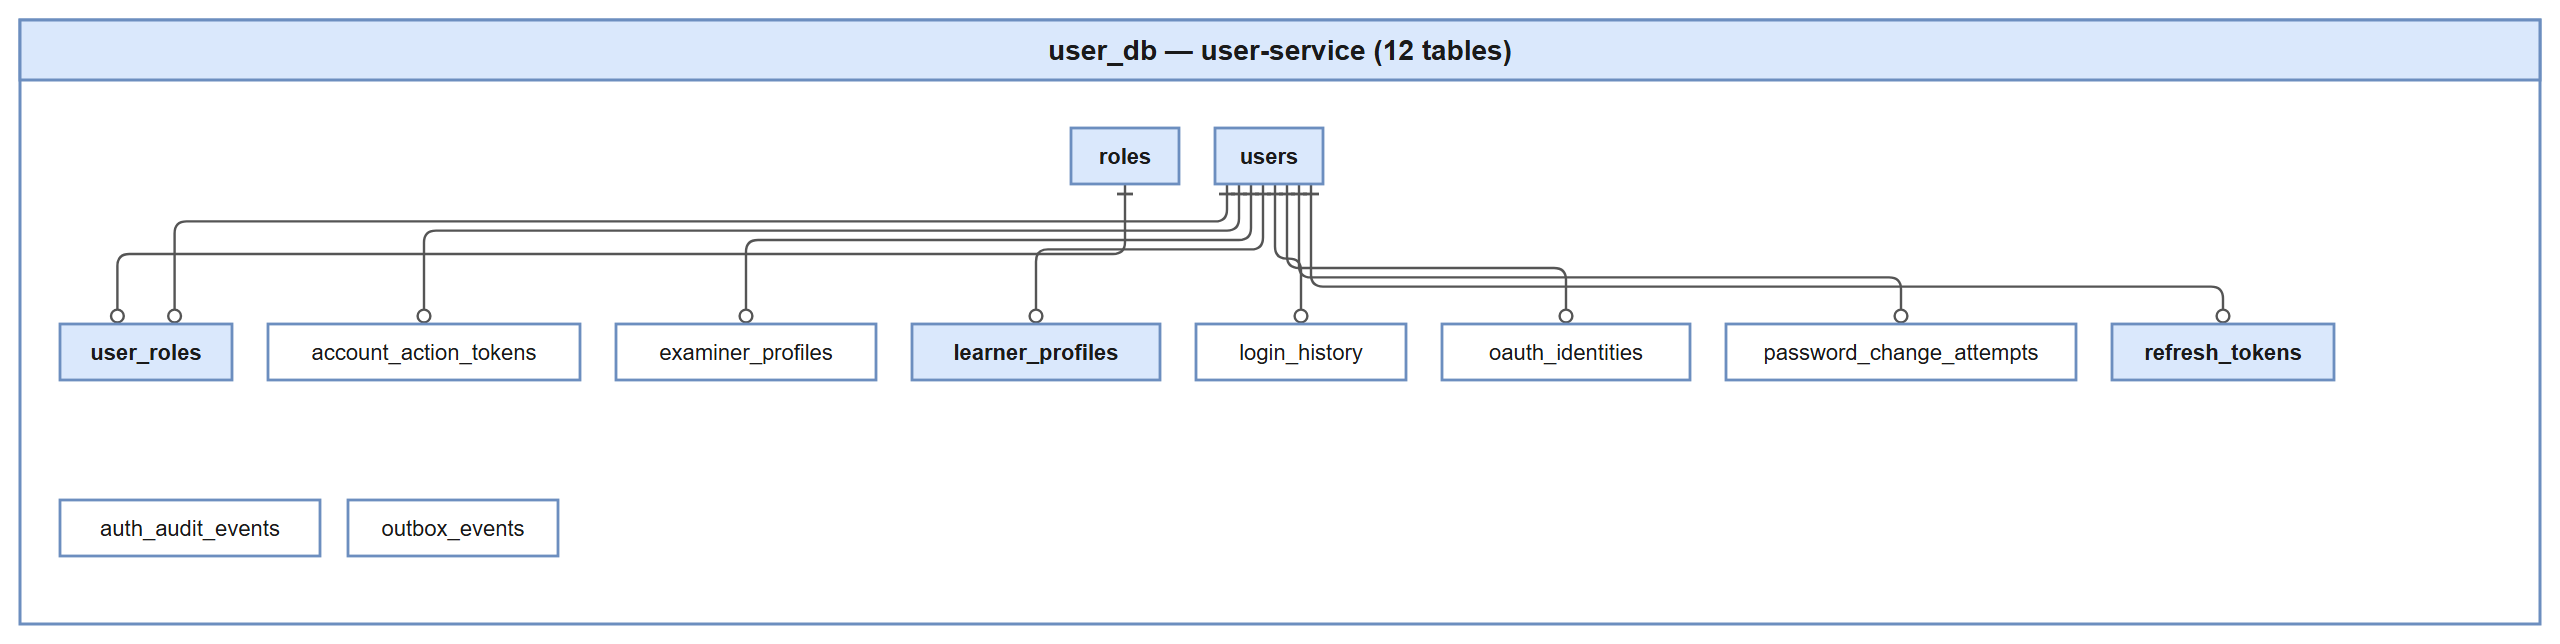 user_db — user-service (12 tables)
roles
users
user_roles
account_action_tokens
examiner_profiles
learner_profiles
login_history
oauth_identities
password_change_attempts
refresh_tokens
auth_audit_events
outbox_events